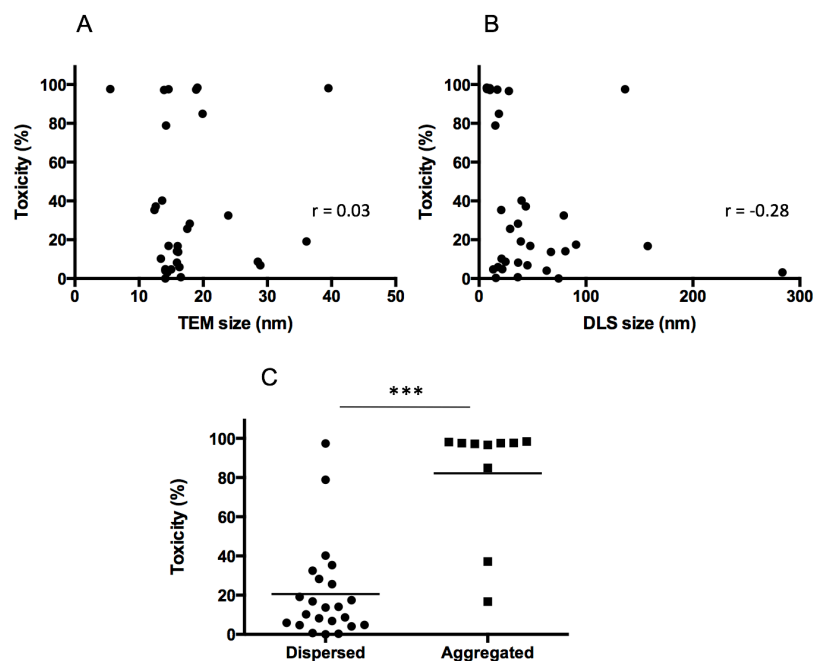 A
B
100
80
60
40
20
0
Toxicity (%)
r = 0.03
0 10 20 30 40 50
TEM size (nm)
100
80
60
40
20
0
Toxicity (%)
r = -0.28
0 100 200 300
DLS size (nm)
C
***
100
80
60
40
20
0
Toxicity (%)
Dispersed Aggregated